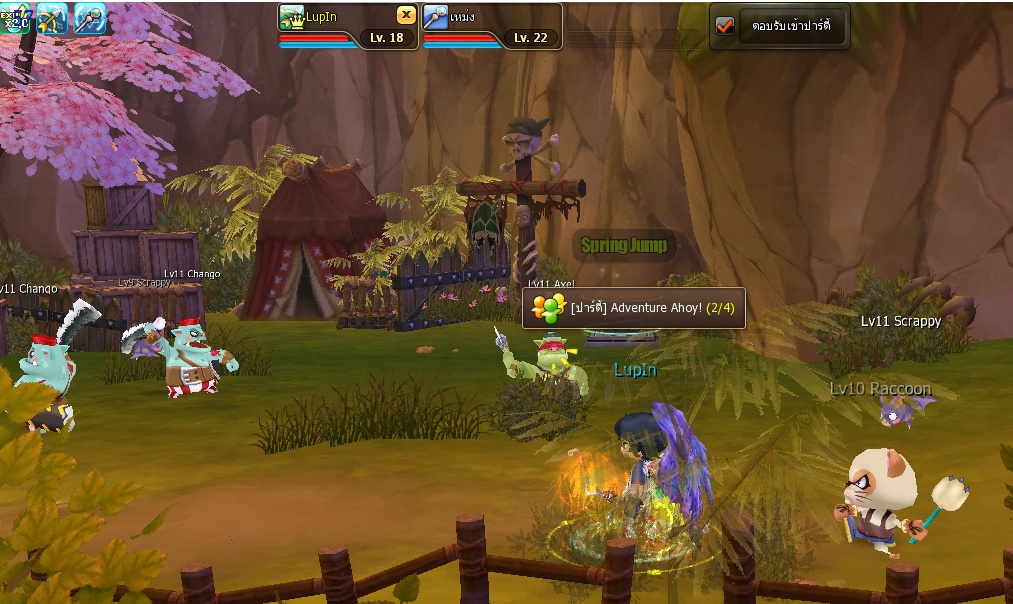 EX
x2.0
LupIn
Lv. 18
เหม่ง
Lv. 22
ตอบรับเข้าปาร์ตี้
Spring Jump
Lv11 Chango
Lv9 Scrappy
v11 Chango
Lv11 Axel
[ปาร์ตี้] Adventure Ahoy! (2/4)
Lv11 Scrappy
LupIn
Lv10 Raccoon